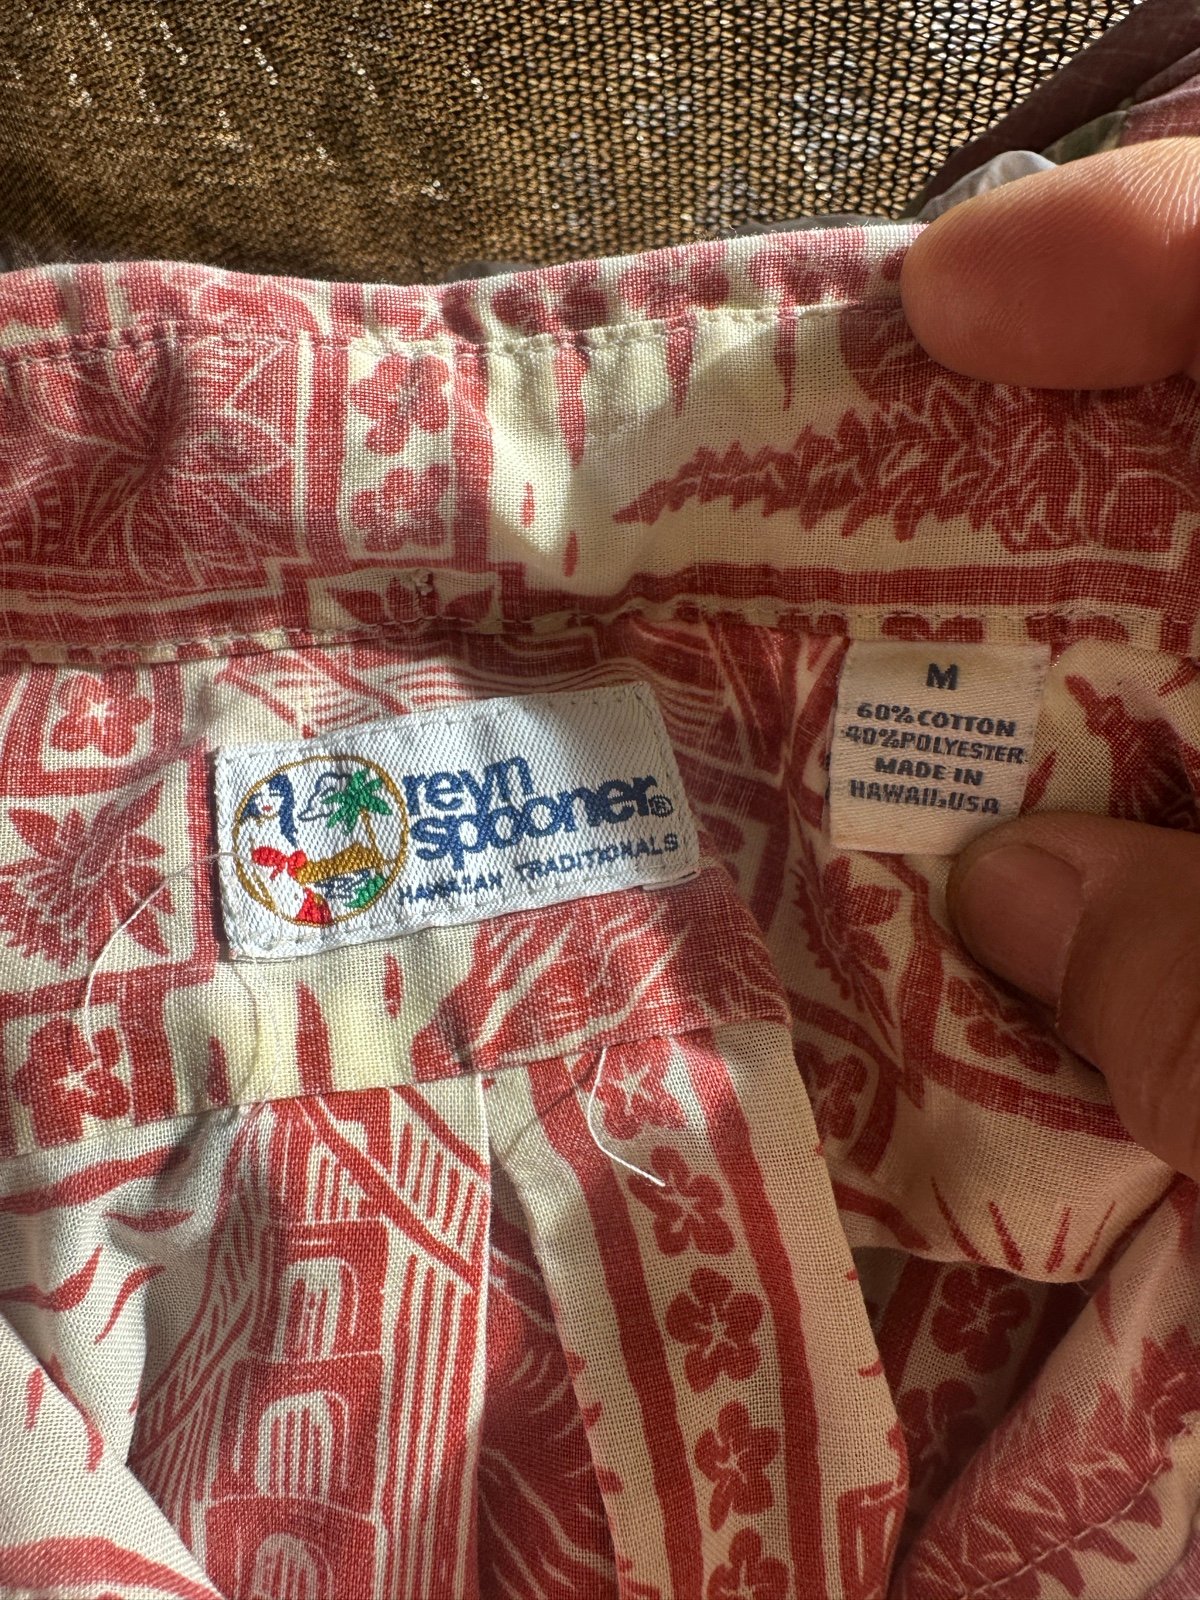 reyn
spooner®
HAWAIIAN TRADITIONALS
M
60% COTTON
40% POLYESTER
MADE IN
HAWAII, USA